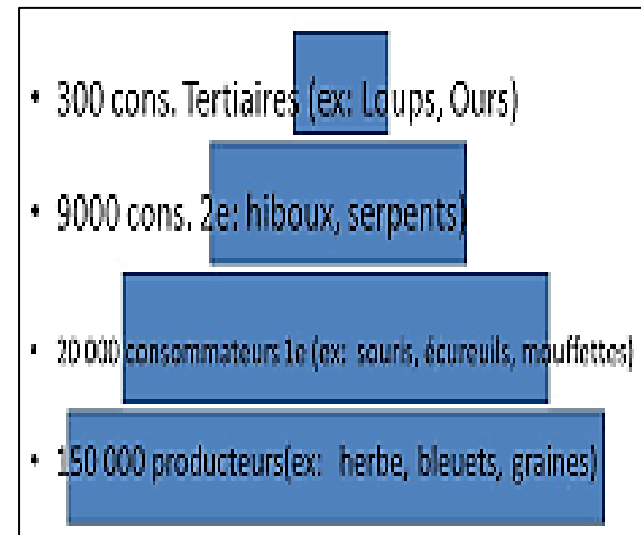 • 300 cons. Tertiaires (ex: Loups, Ours)
• 9000 cons. 2e: hiboux, serpents)
• 20 000 consommateurs 1e (ex: souris, écureuils, mouffettes)
• 150 000 producteurs(ex: herbe, bleuets, graines)